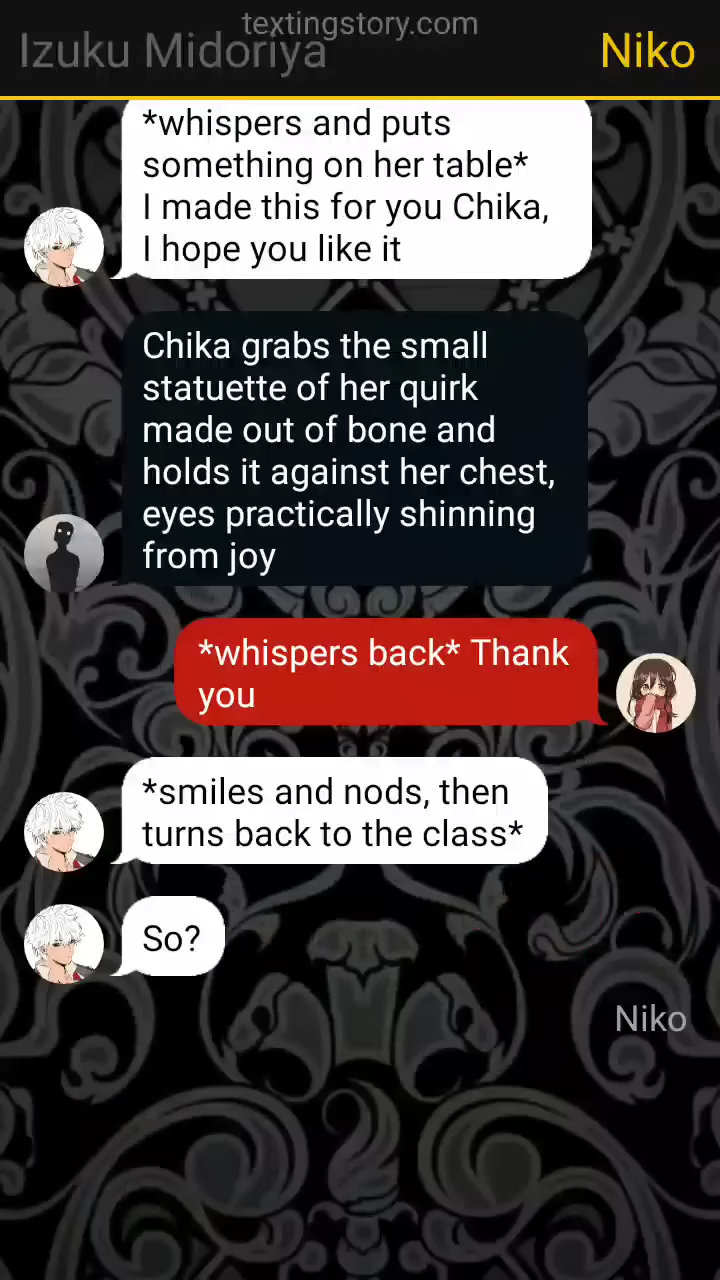 textingstory.com
Izuku Midoriya
Niko
*whispers and puts
something on her table*
I made this for you Chika,
I hope you like it
Chika grabs the small
statuette of her quirk
made out of bone and
holds it against her chest,
eyes practically shinning
from joy
*whispers back* Thank
you
*smiles and nods, then
turns back to the class*
So?
Niko